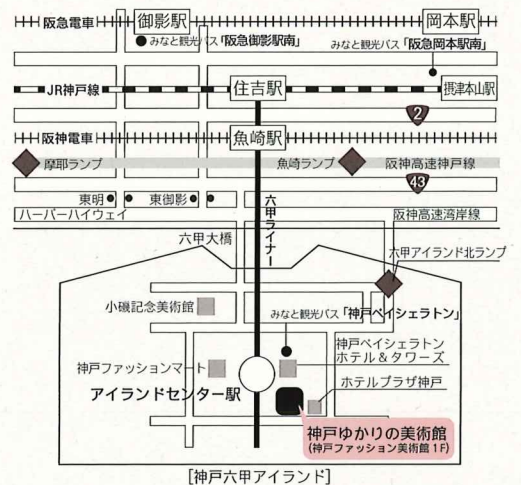 阪急電車
御影駅
岡本駅
みなと観光バス「阪急御影駅南」
みなと観光バス「阪急岡本駅南」
JR神戸線
住吉駅
摂津本山駅
2
阪神電車
魚崎駅
摩耶ランプ
魚崎ランプ
阪神高速神戸線
43
東明
東御影
ハーバーハイウェイ
六甲ライナー
阪神高速湾岸線
六甲大橋
六甲アイランド北ランプ
小磯記念美術館
みなと観光バス「神戸ベイシェラトン」
神戸ファッションマート
神戸ベイシェラトン
ホテル&タワーズ
アイランドセンター駅
ホテルプラザ神戸
神戸ゆかりの美術館
(神戸ファッション美術館 1F)
[神戸六甲アイランド]